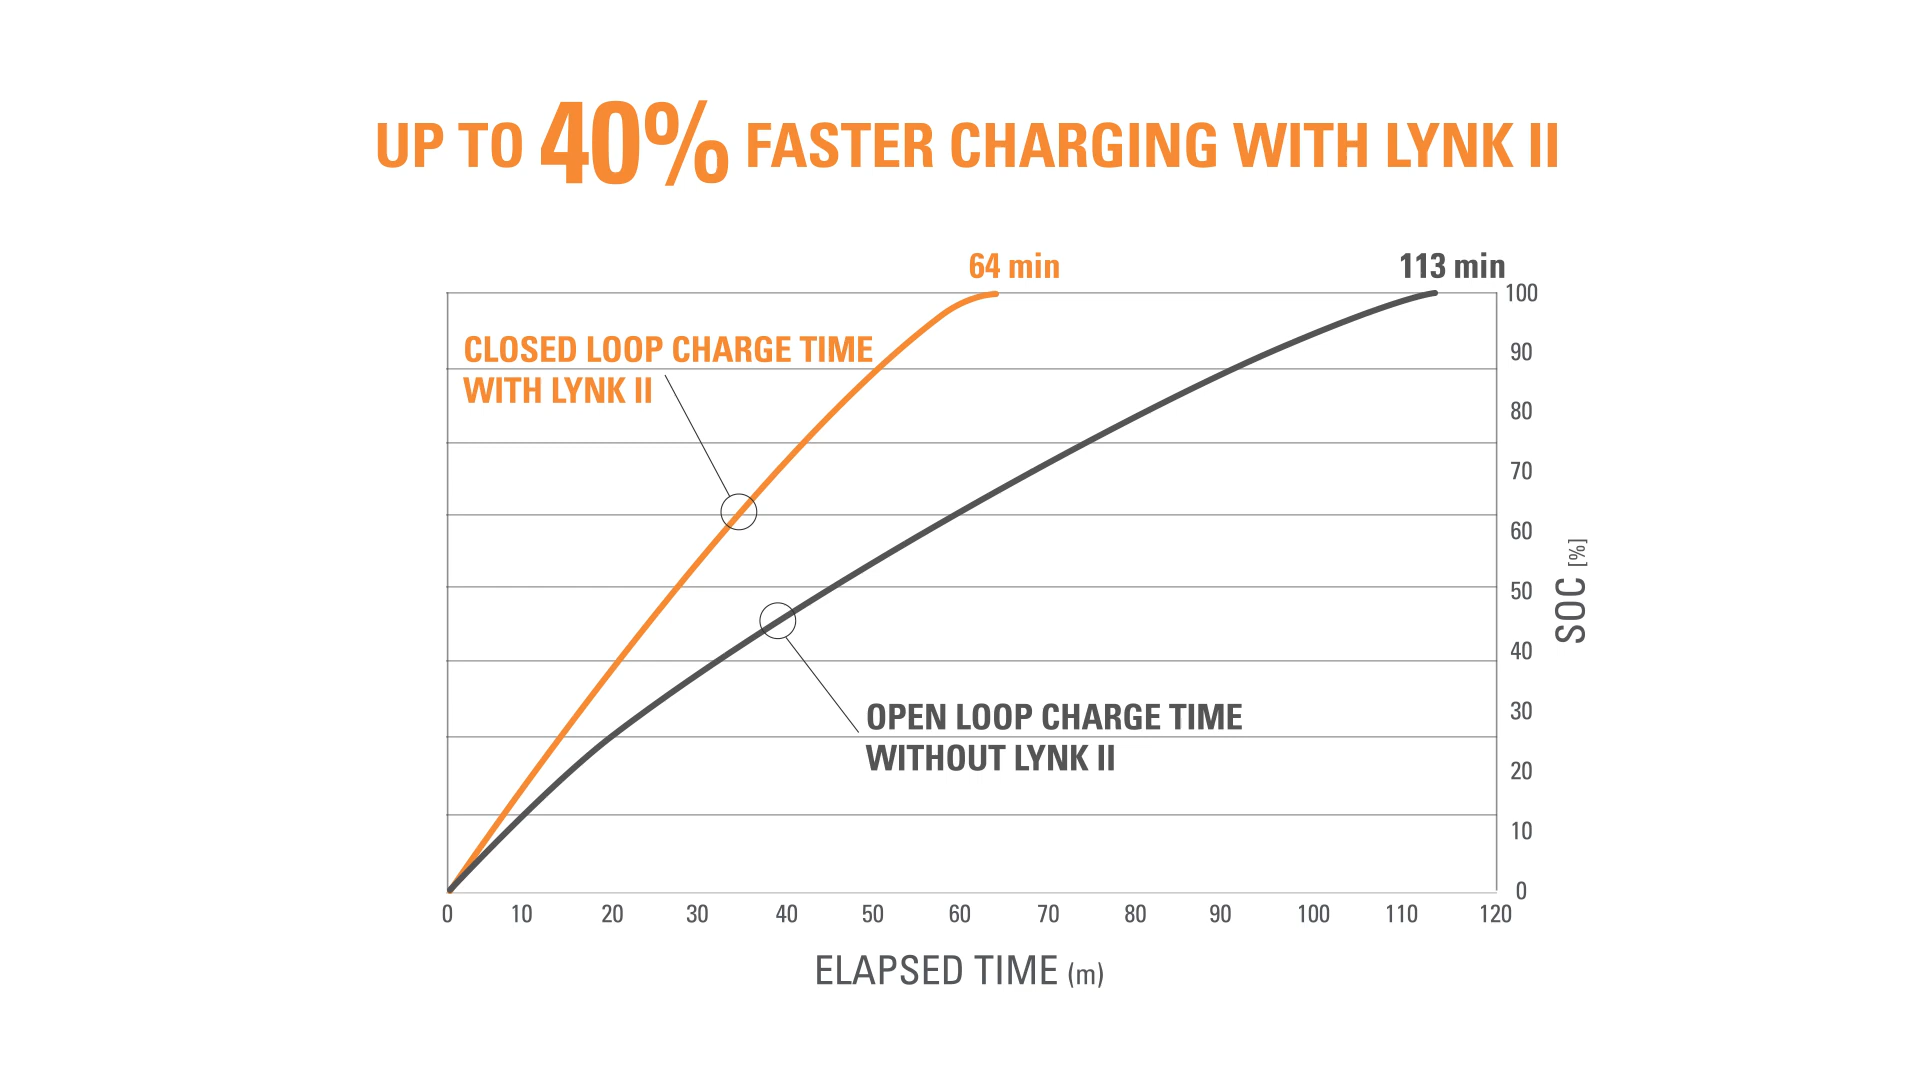 UP TO 40% FASTER CHARGING WITH LYNK II
64 min
113 min
CLOSED LOOP CHARGE TIME
WITH LYNK II
OPEN LOOP CHARGE TIME
WITHOUT LYNK II
100
90
80
70
60
50
40
30
20
10
0
SOC [%]
0 10 20 30 40 50 60 70 80 90 100 110 120
ELAPSED TIME (m)